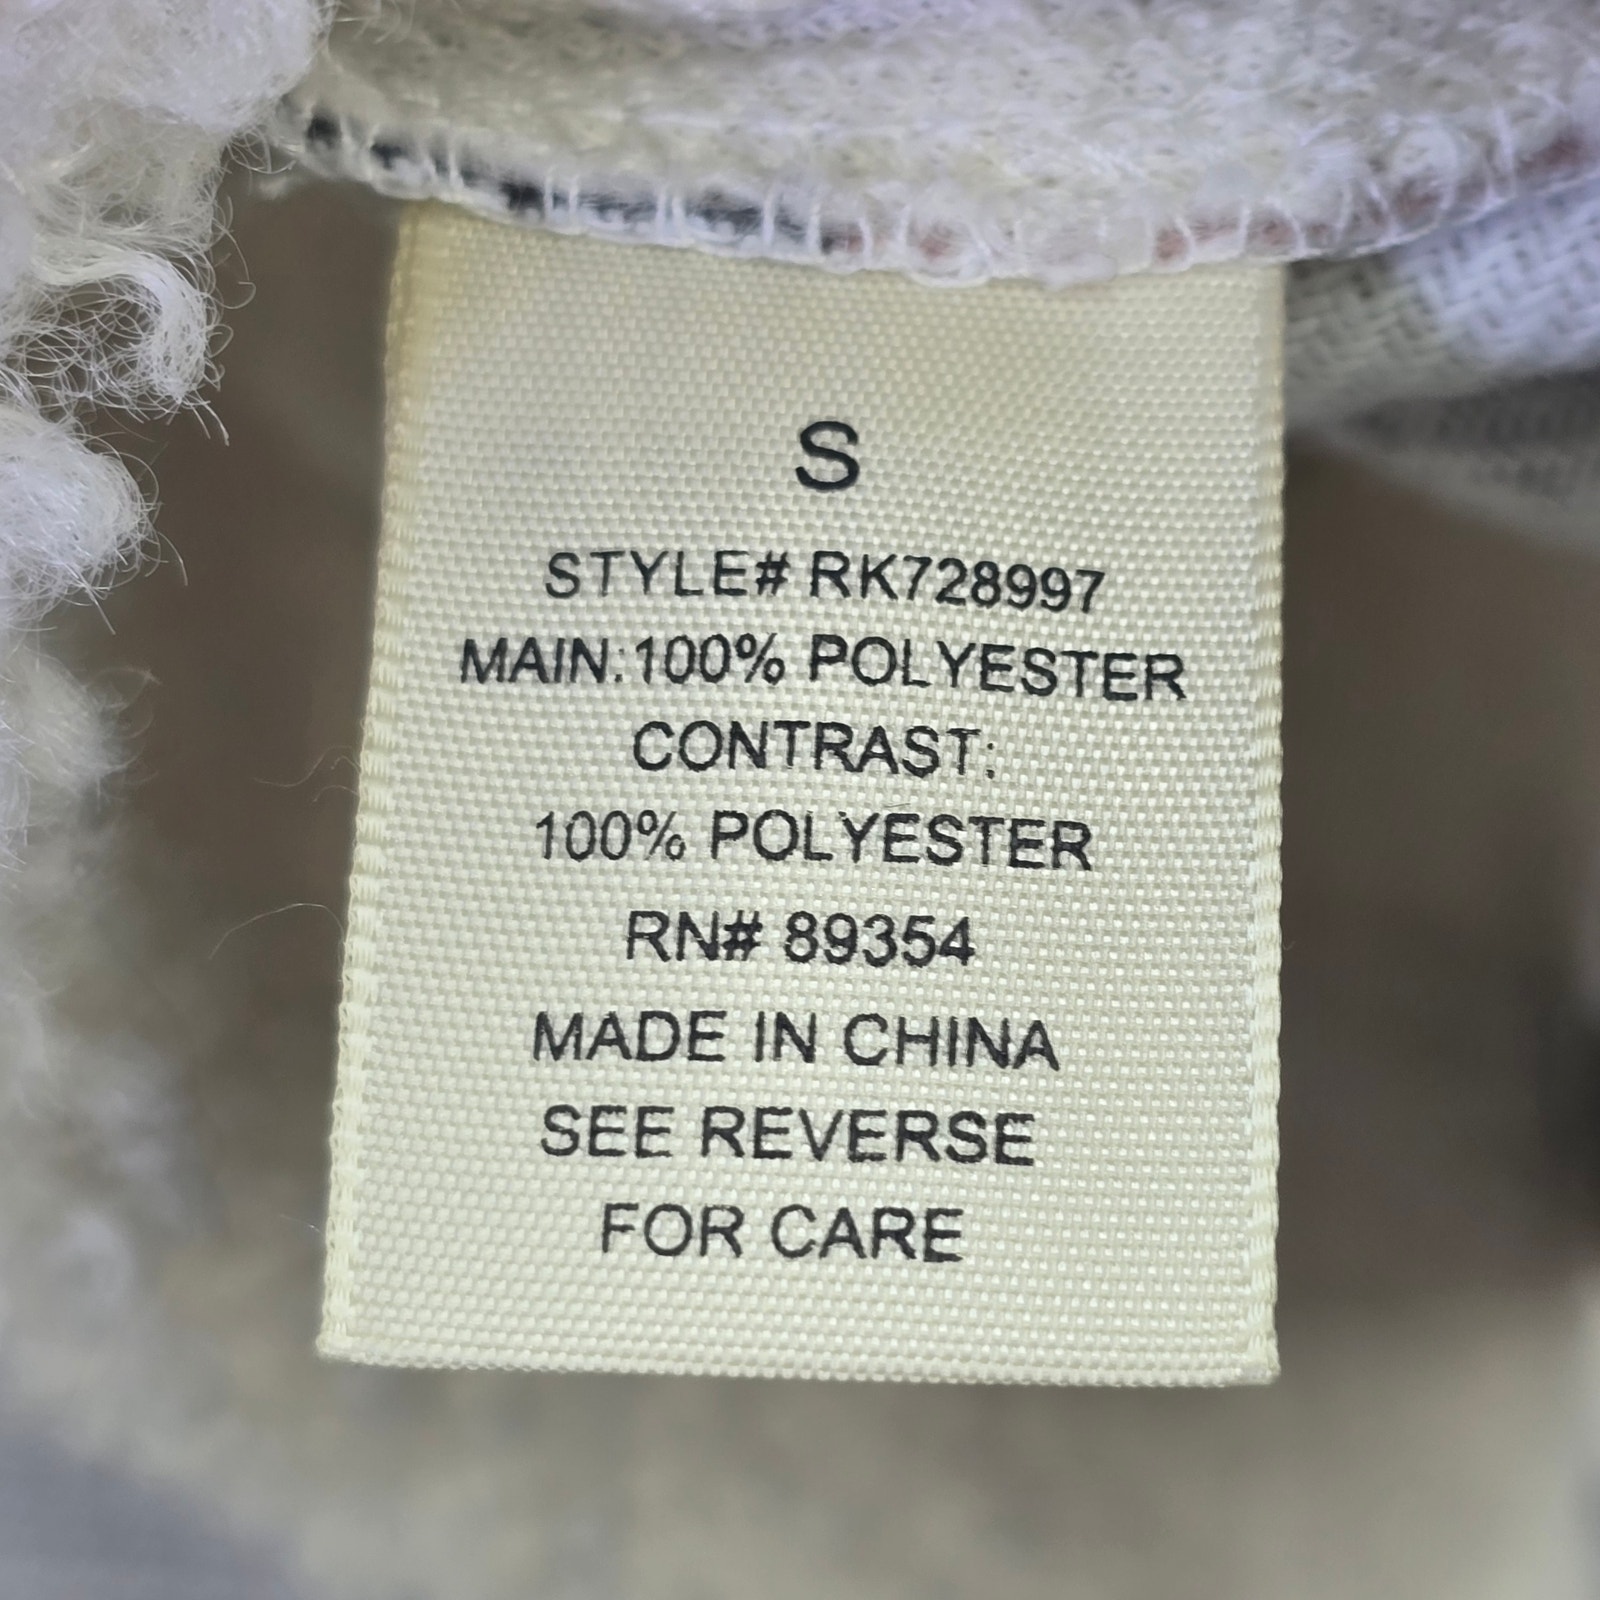 S
STYLE# RK728997
MAIN:100% POLYESTER
CONTRAST:
100% POLYESTER
RN# 89354
MADE IN CHINA
SEE REVERSE
FOR CARE